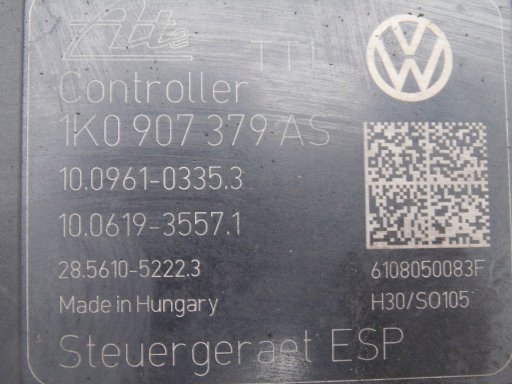 Ate TT1
Controller
1K0 907 379 AS
10.0961-0335.3
10.0619-3557.1
28.5610-5222.3 6108050083F
Made in Hungary H30/SO105
Steuergeraet ESP